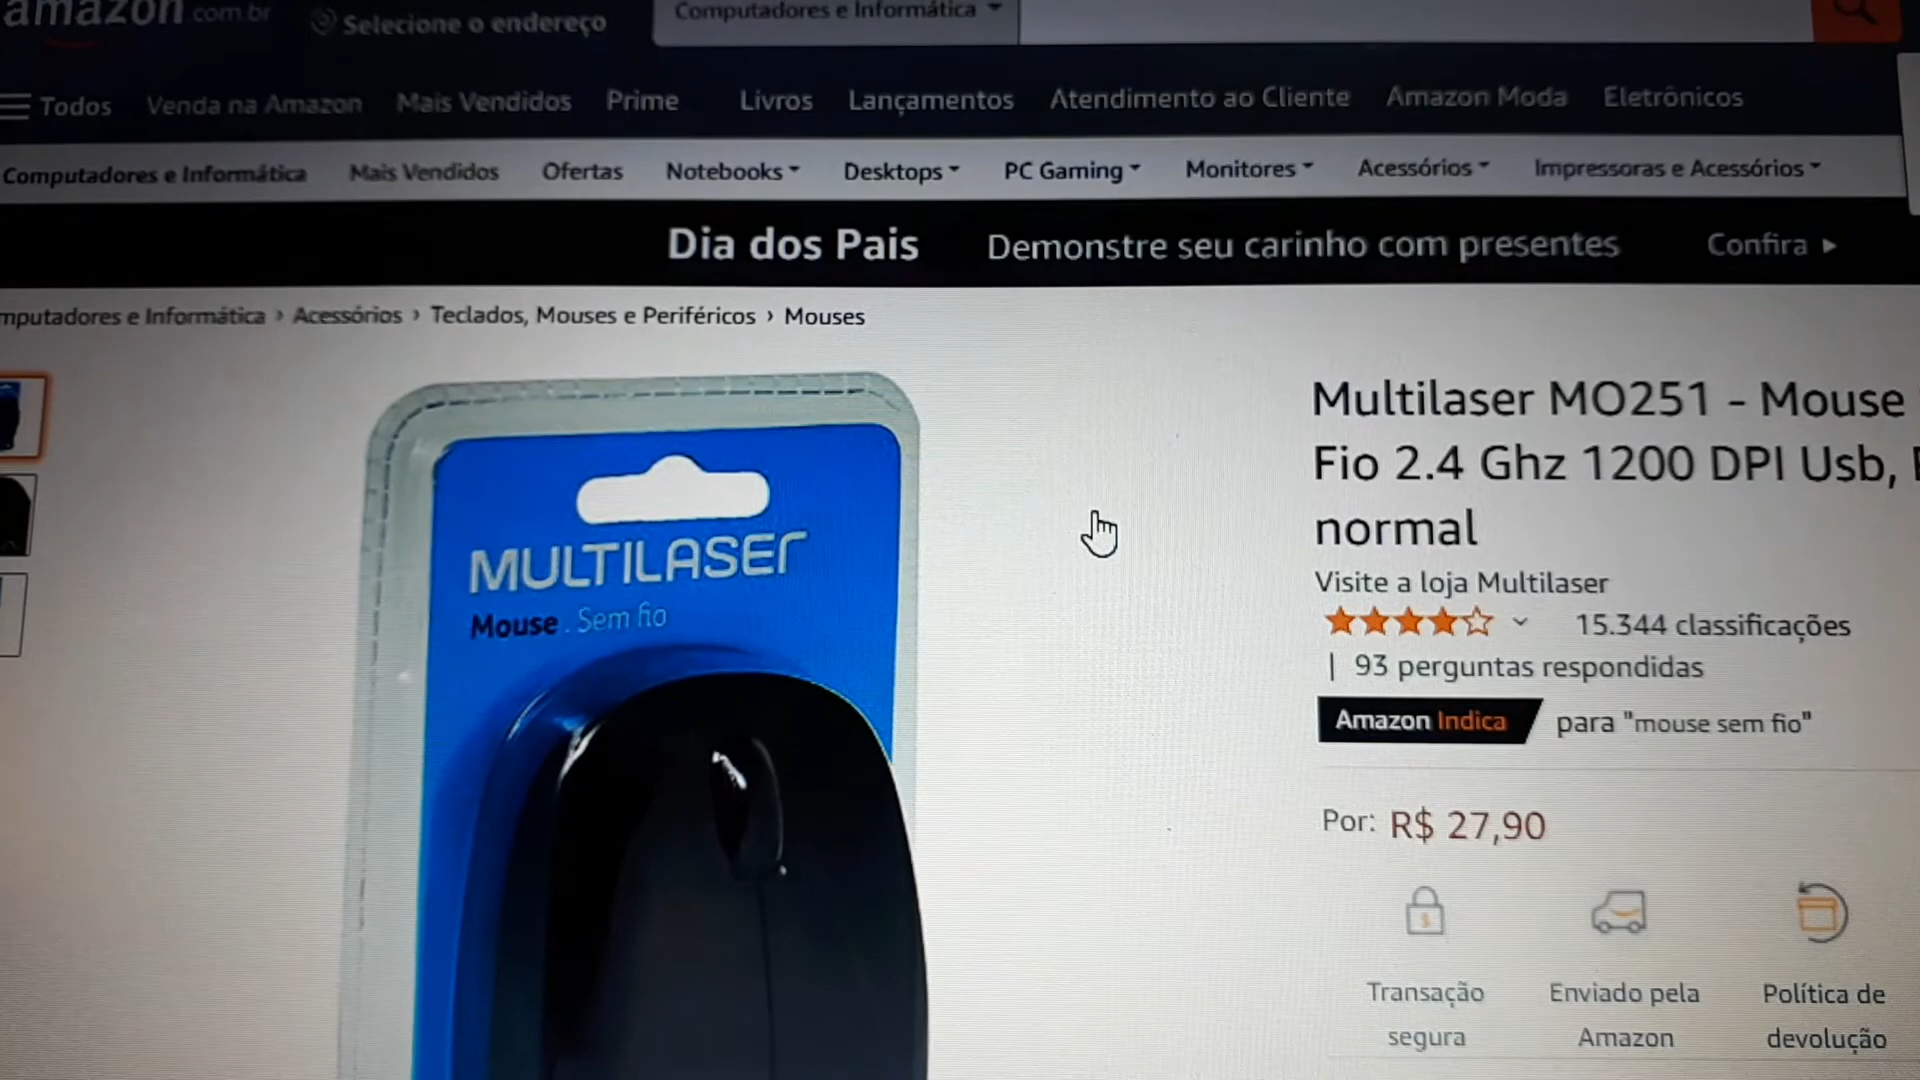 amazon.com.br
Selecione o endereço
Computadores e Informática
Todos Venda na Amazon Mais Vendidos Prime Livros Lançamentos Atendimento ao Cliente Amazon Moda Eletrônicos
Computadores e Informática Mais Vendidos Ofertas Notebooks Desktops PC Gaming Monitores Acessórios Impressoras e Acessórios
Dia dos Pais Demonstre seu carinho com presentes Confira
mputadores e Informática › Acessórios › Teclados, Mouses e Periféricos › Mouses
MULTILASER
Mouse . Sem fio
Multilaser MO251 - Mouse
Fio 2.4 Ghz 1200 DPI Usb,
normal
Visite a loja Multilaser
15.344 classificações
| 93 perguntas respondidas
Amazon Indica para "mouse sem fio"
Por: R$ 27,90
Transação segura
Enviado pela Amazon
Política de devolução